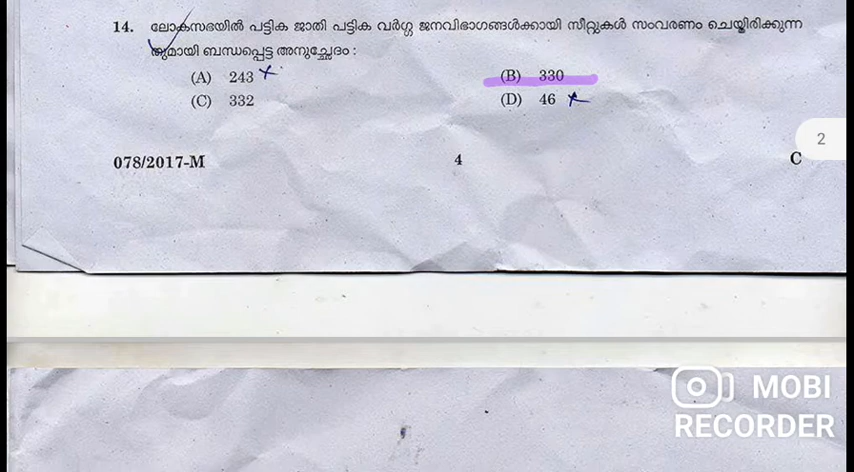 14. ലോകസഭയിൽ പട്ടിക ജാതി പട്ടിക വർഗ്ഗ ജനവിഭാഗങ്ങൾക്കായി സീറ്റുകൾ സംവരണം ചെയ്തിരിക്കുന്ന
തുമായി ബന്ധപ്പെട്ട അനുച്ഛേദം :
(A) 243 (B) 330
(C) 332 (D) 46
2
078/2017-M 4 C
MOBI
RECORDER